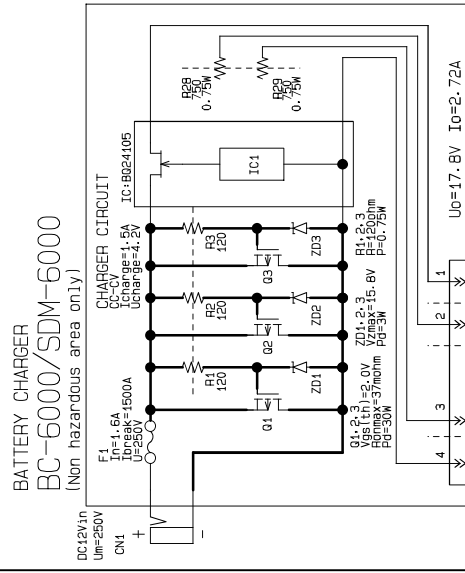 BATTERY CHARGER
BC-6000/SDM-6000
(Non hazardous area only)
DC12Vin
Um=250V
CN1
+
-
F1
In=1.6A
Ibreak=1500A
U=250V
CHARGER CIRCUIT
CC-CV
Icharge=1.5A
Ucharge=4.2V
IC:BQ24105
IC1
R1
120
R2
120
R3
120
Q1
Q2
Q3
ZD1
ZD2
ZD3
Q1,2,3
Vgs(th)=2.0V
Ronmax=37mohm
Pd=30W
ZD1,2,3
Vzmax=15.8V
Pd=3W
R1,2,3
R=120ohm
P=0.75W
R28
750
0.75W
R29
750
0.75W
4
3
2
1
Uo=17.8V Io=2.72A